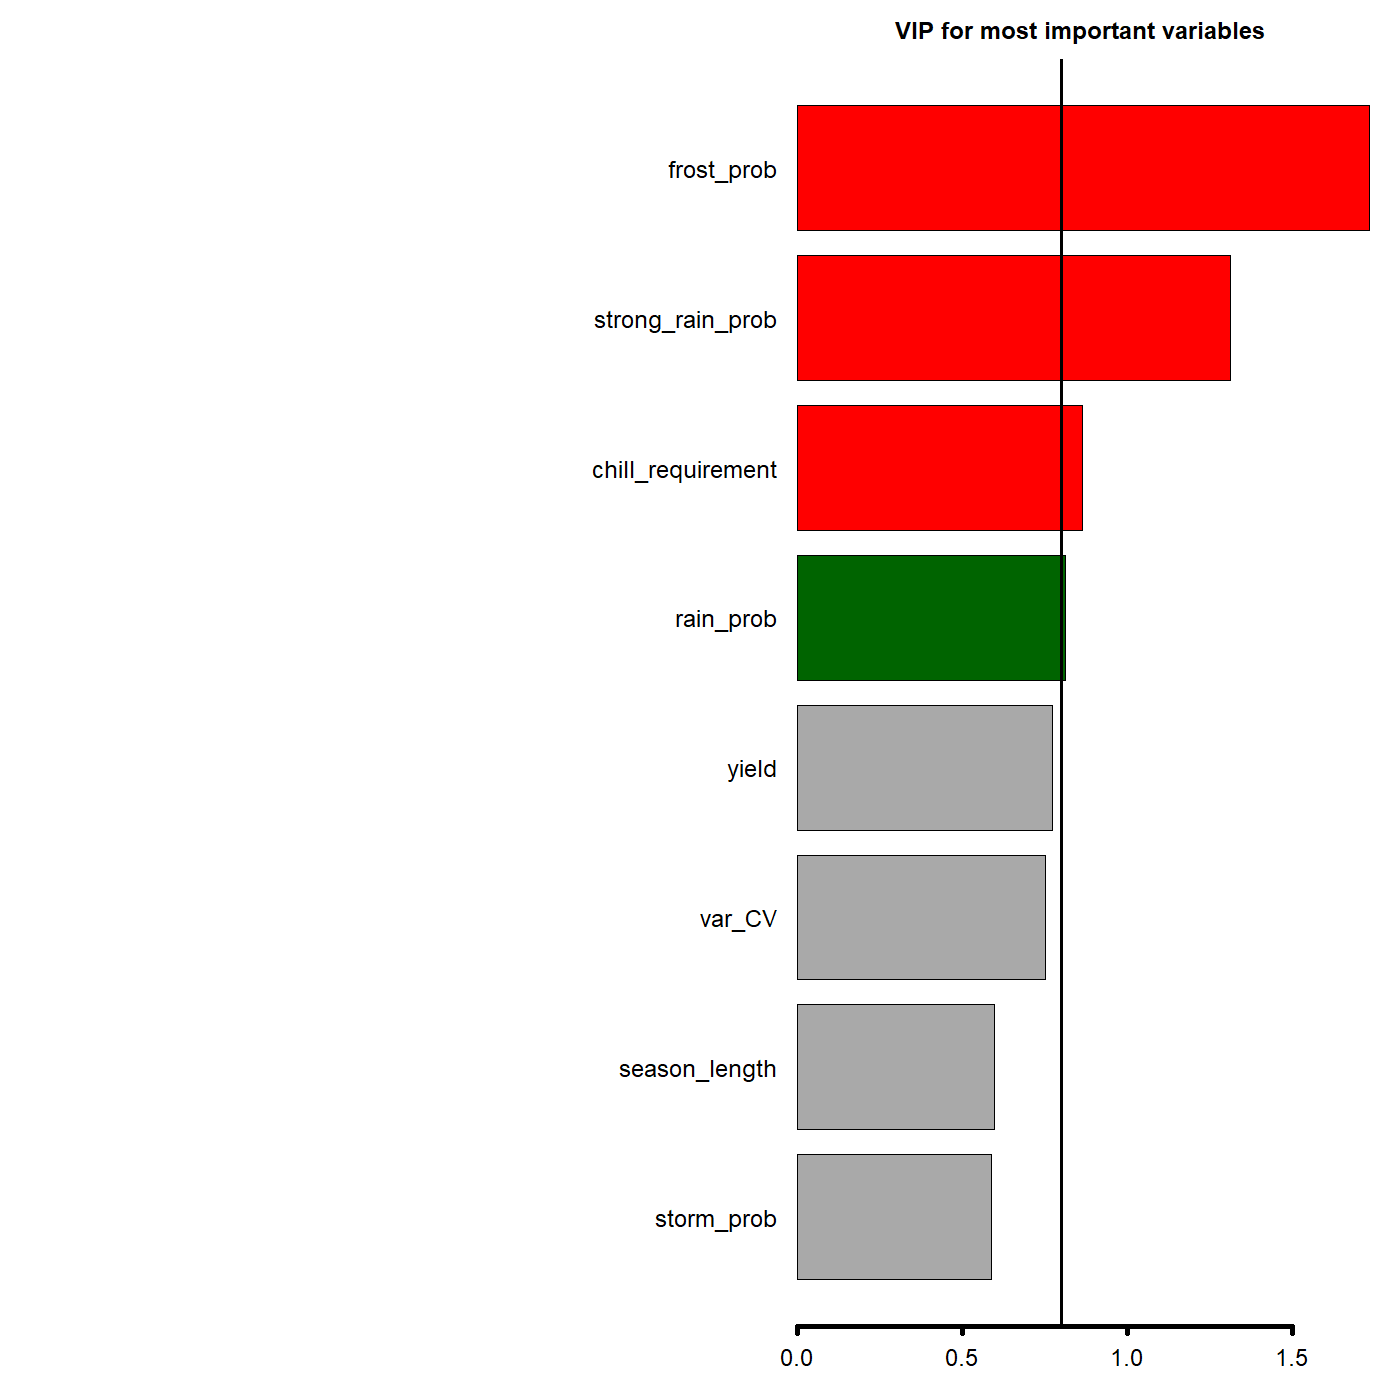 VIP for most important variables
frost_prob
strong_rain_prob
chill_requirement
rain_prob
yield
var_CV
season_length
storm_prob
0.0 0.5 1.0 1.5